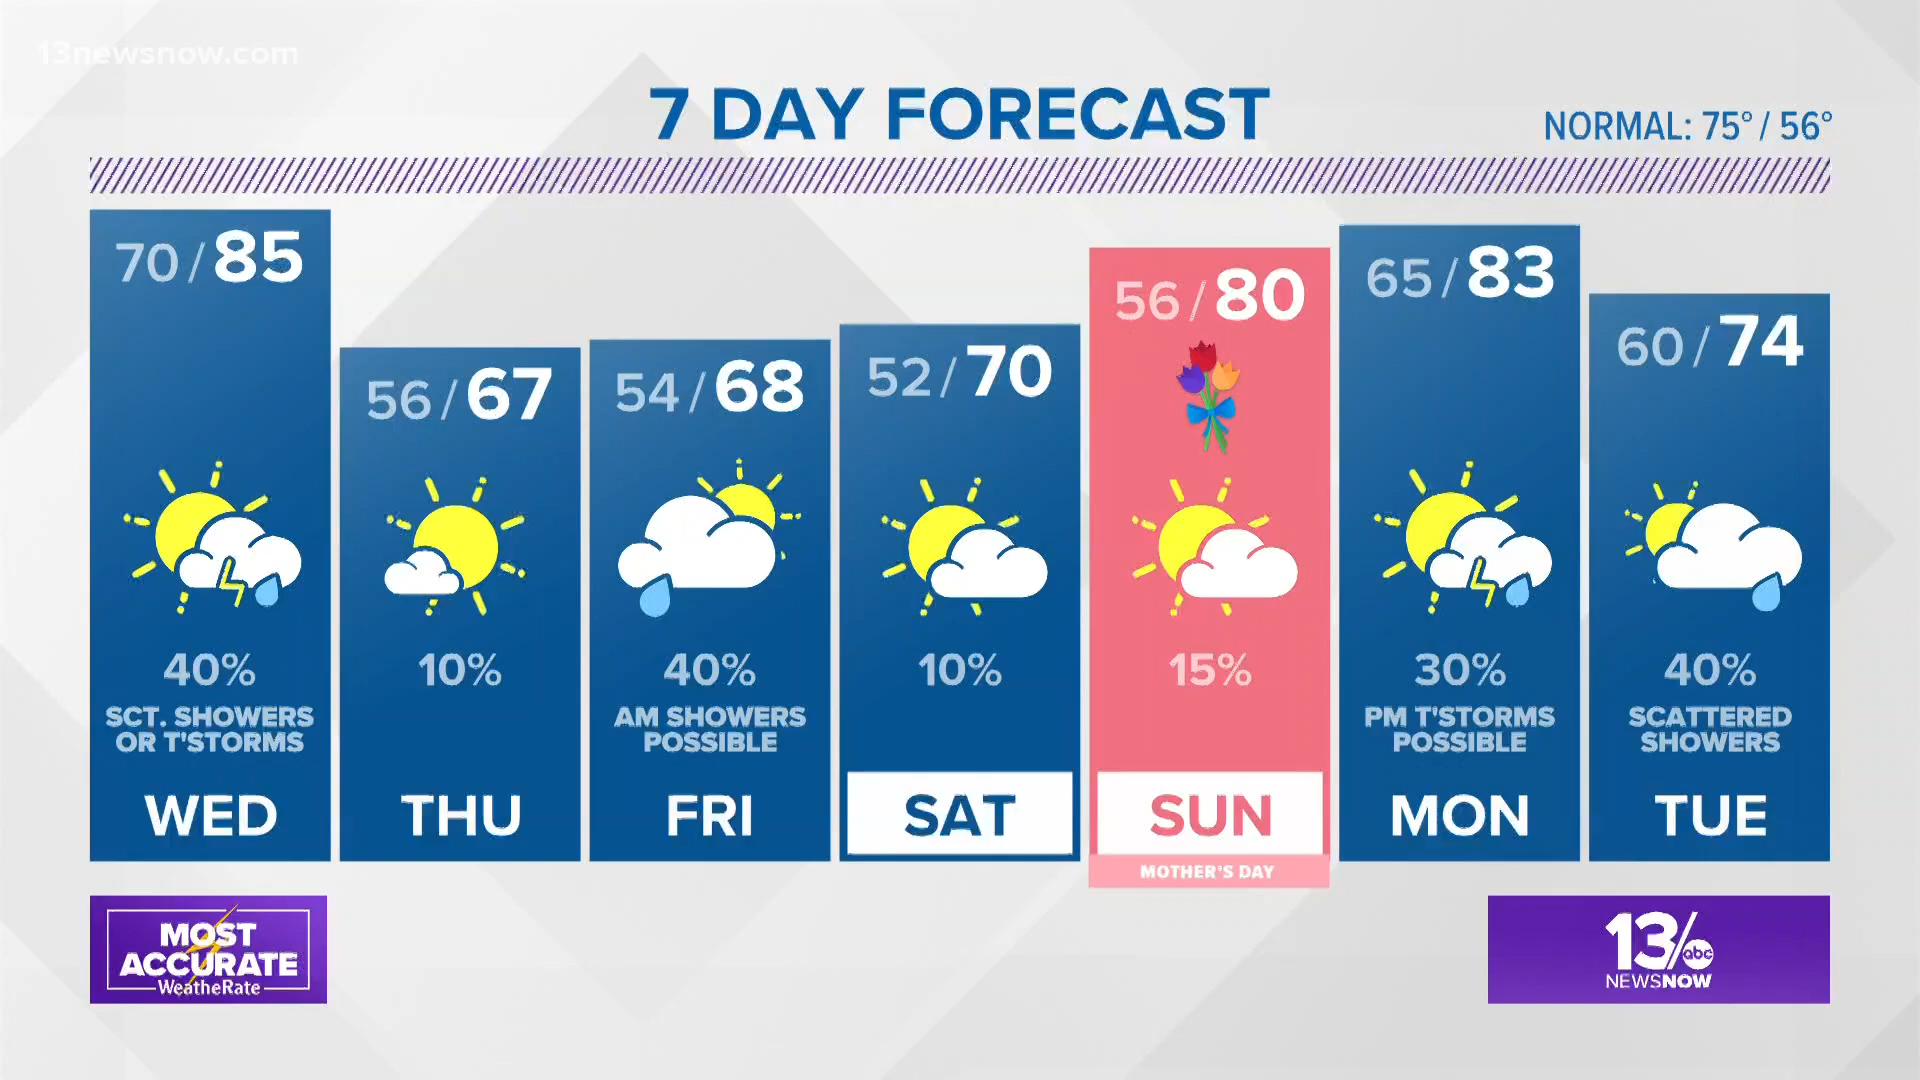 13newsnow.com
7 DAY FORECAST
NORMAL: 75° / 56°
70 / 85
40%
SCT. SHOWERS
OR T'STORMS
WED
56 / 67
10%
THU
54 / 68
40%
AM SHOWERS
POSSIBLE
FRI
52 / 70
10%
SAT
56 / 80
15%
SUN
MOTHER'S DAY
65 / 83
30%
PM T'STORMS
POSSIBLE
MON
60 / 74
40%
SCATTERED
SHOWERS
TUE
MOST
ACCURATE
WeatheRate
13/ abc
NEWSNOW